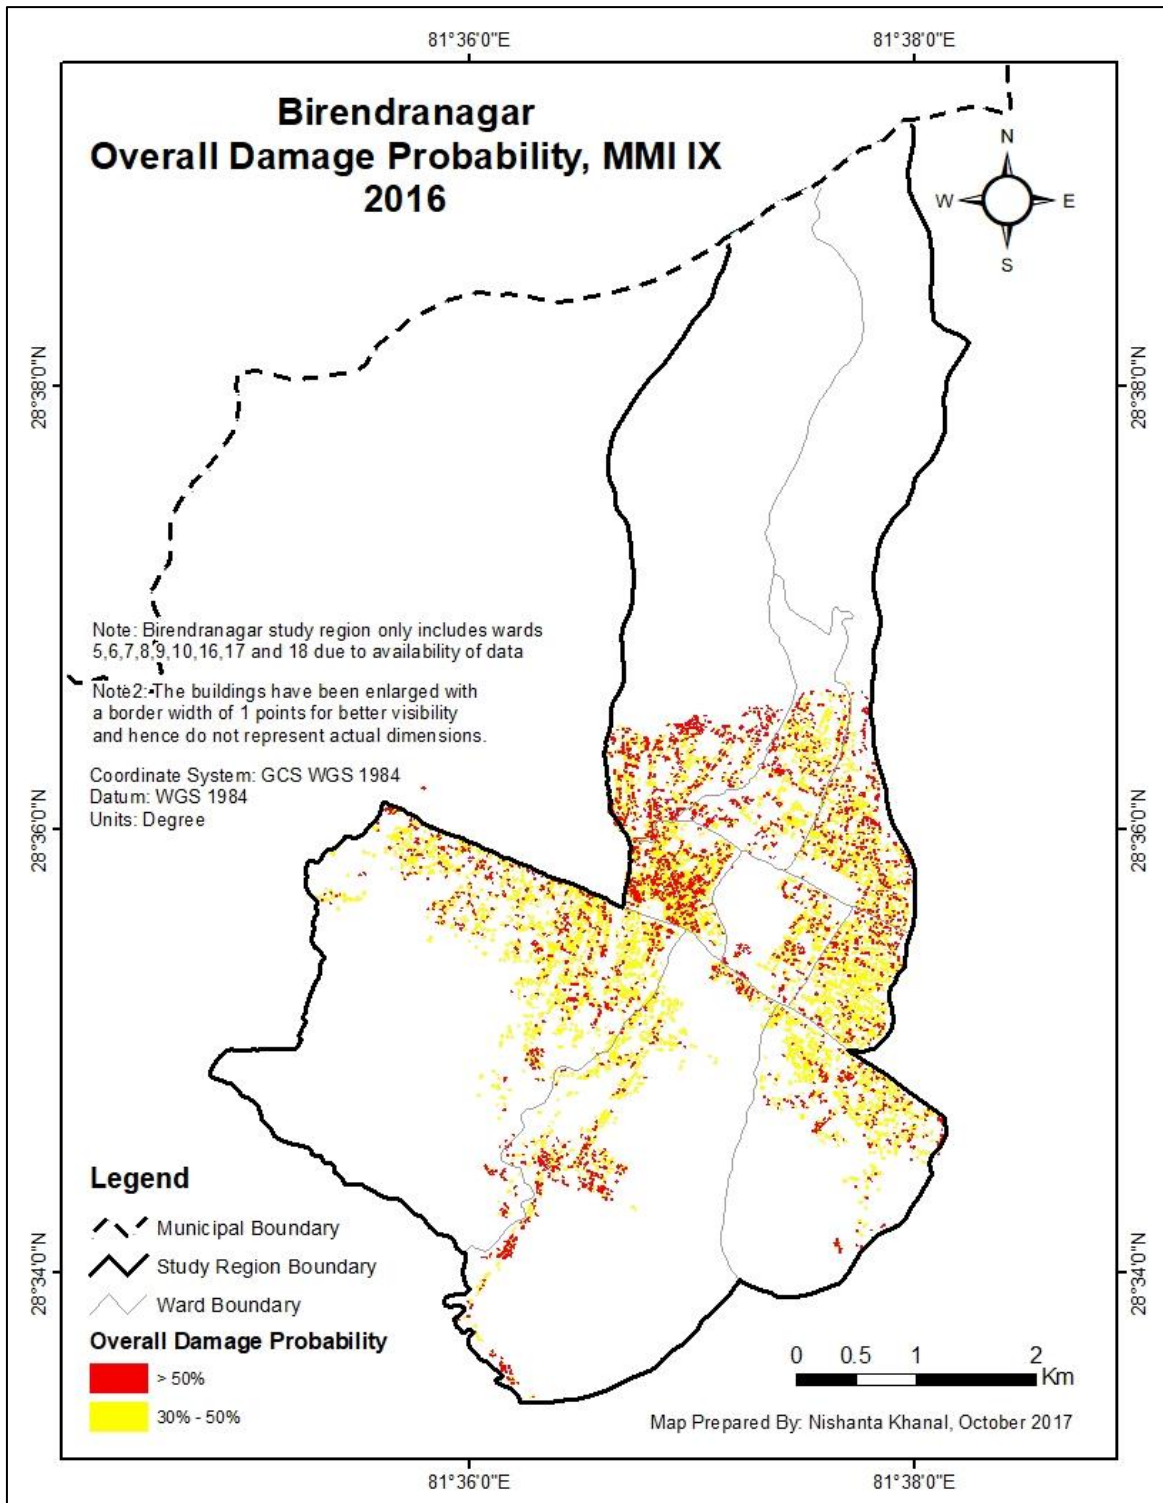 81°36'0"E
81°38'0"E
Birendranagar
Overall Damage Probability, MMI IX
2016
N
W
E
S
28°38'0"N
28°38'0"N
Note: Birendranagar study region only includes wards
5,6,7,8,9,10,16,17 and 18 due to availability of data
Note2: The buildings have been enlarged with
a border width of 1 points for better visibility
and hence do not represent actual dimensions.
Coordinate System: GCS WGS 1984
Datum: WGS 1984
Units: Degree
28°36'0"N
28°36'0"N
Legend
Municipal Boundary
Study Region Boundary
Ward Boundary
Overall Damage Probability
> 50%
30% - 50%
28°34'0"N
28°34'0"N
0 0.5 1 2
Km
Map Prepared By: Nishanta Khanal, October 2017
81°36'0"E
81°38'0"E